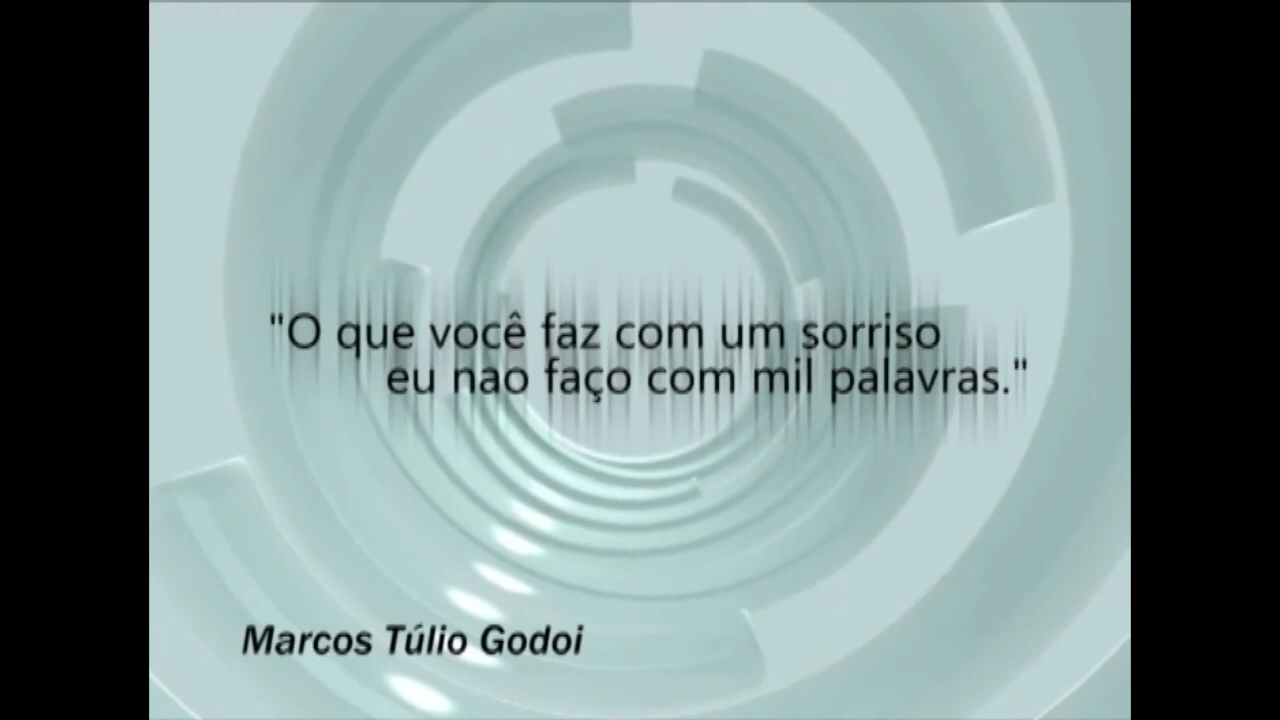 "O que você faz com um sorriso
eu nao faço com mil palavras."
Marcos Túlio Godoi